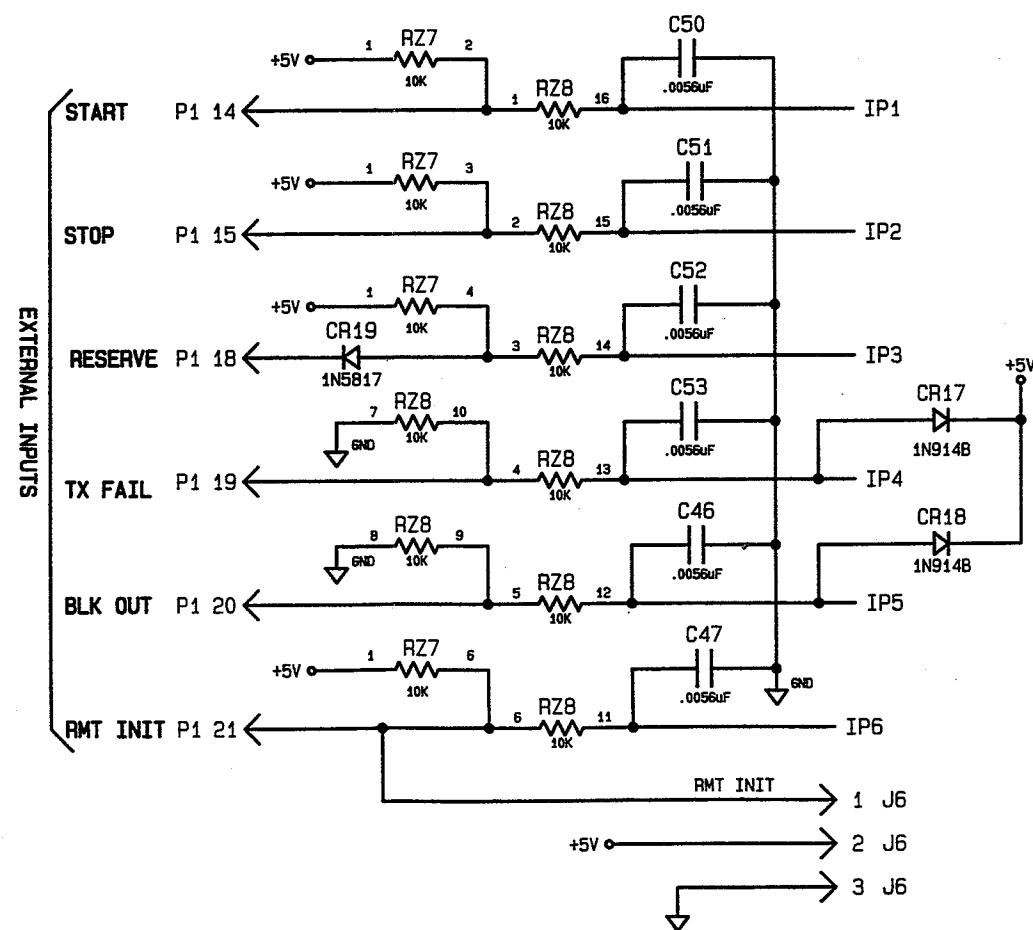 C50
RZ7
+5V 1 2
10K
.0056uF
RZ8
START P1 14 1 16 IP1
10K
C51
RZ7
+5V 1 3
10K
.0056uF
RZ8
STOP P1 15 2 15 IP2
10K
C52
RZ7
+5V 1 4
10K
.0056uF
CR19
RZ8
RESERVE P1 18 3 14 IP3
1N5817
10K
+5V
EXTERNAL INPUTS
C53
RZ8
7 10
CR17
GND
10K
.0056uF
1N914B
RZ8
TX FAIL P1 19 4 13 IP4
10K
C46
RZ8
8 9
CR18
GND
10K
.0056uF
1N914B
RZ8
BLK OUT P1 20 5 12 IP5
10K
C47
RZ7
+5V 1 6
10K
.0056uF
GND
RZ8
RMT INIT P1 21 6 11 IP6
10K
RMT INIT 1 J6
+5V 2 J6
3 J6